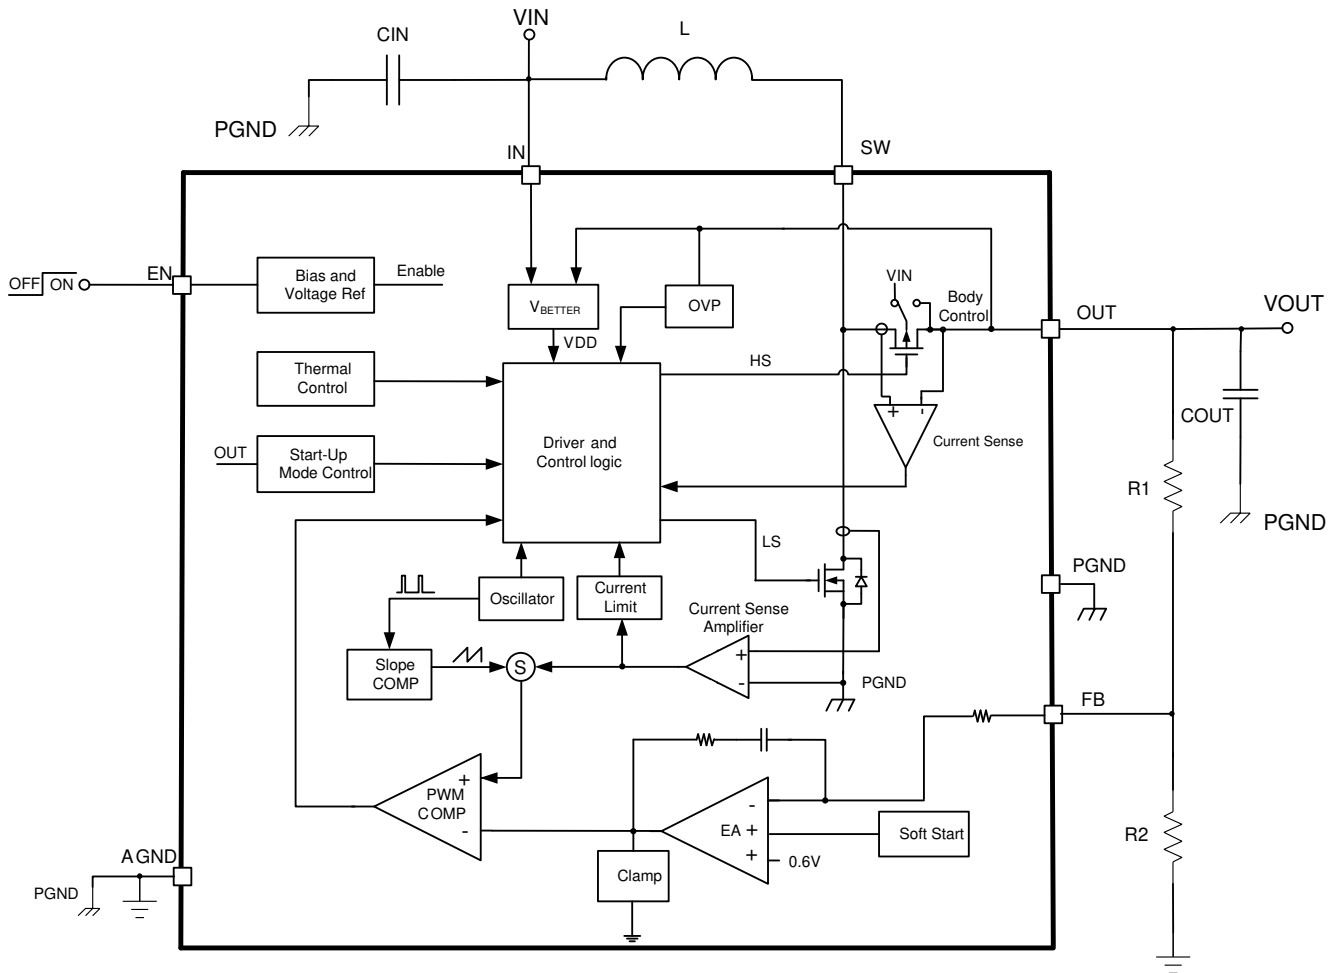 VIN
CIN
L
PGND
IN
SW
EN
OFF
ON
Bias and
Voltage Ref
Enable
VBETTER
OVP
VIN
Body
Control
OUT
VOUT
VDD
Thermal
Control
HS
Driver and
Control logic
+
-
Current Sense
COUT
OUT
Start-Up
Mode Control
R1
PGND
LS
PGND
Oscillator
Current
Limit
Current Sense
Amplifier
Slope
COMP
S
+
-
PGND
FB
PWM
COMP
+
-
-
EA
+
+
0.6V
Soft Start
R2
Clamp
AGND
PGND